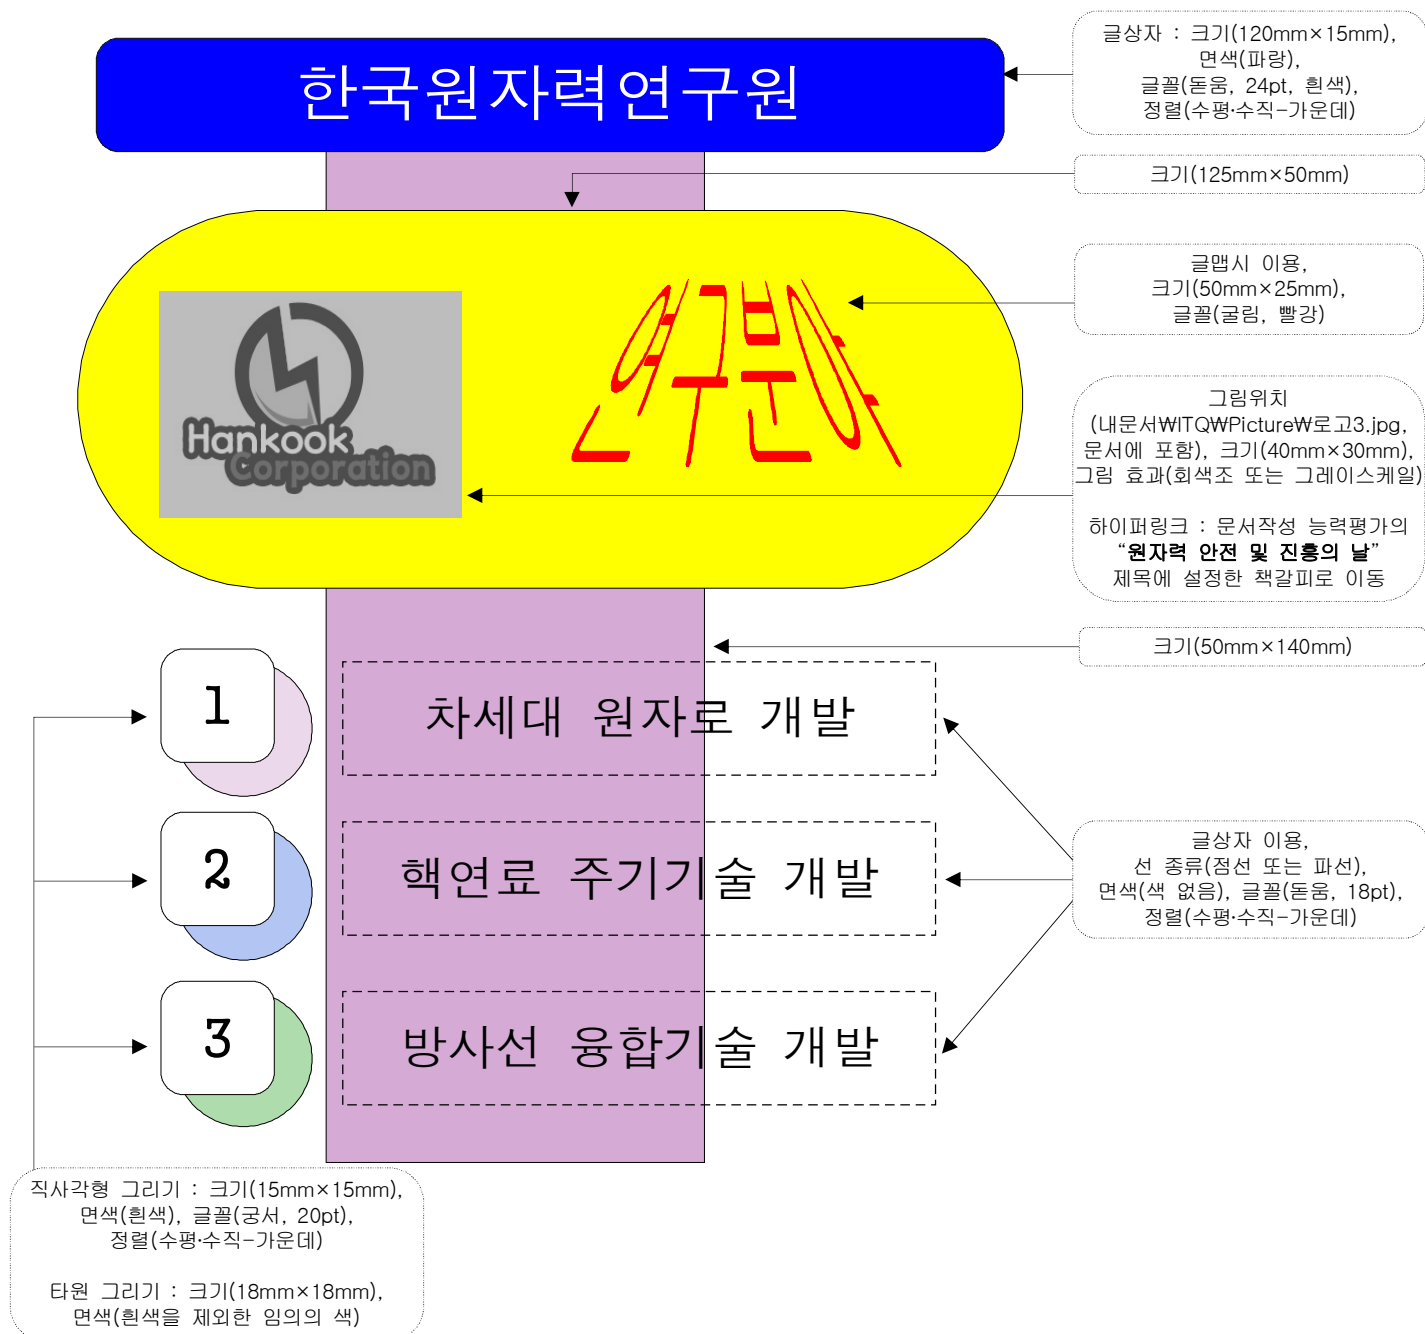 한국원자력연구원
글상자 : 크기(120mm×15mm),
면색(파랑),
글꼴(돋움, 24pt, 흰색),
정렬(수평·수직-가운데)
크기(125mm×50mm)
연구분야
글맵시 이용,
크기(50mm×25mm),
글꼴(굴림, 빨강)
Hankook
Corporation
그림위치
(내문서₩ITQ₩Picture₩로고3.jpg,
문서에 포함), 크기(40mm×30mm),
그림 효과(회색조 또는 그레이스케일)
하이퍼링크 : 문서작성 능력평가의
“원자력 안전 및 진흥의 날”
제목에 설정한 책갈피로 이동
크기(50mm×140mm)
1
차세대 원자로 개발
2
핵연료 주기기술 개발
글상자 이용,
선 종류(점선 또는 파선),
면색(색 없음), 글꼴(돋움, 18pt),
정렬(수평·수직-가운데)
3
방사선 융합기술 개발
직사각형 그리기 : 크기(15mm×15mm),
면색(흰색), 글꼴(궁서, 20pt),
정렬(수평·수직-가운데)
타원 그리기 : 크기(18mm×18mm),
면색(흰색을 제외한 임의의 색)